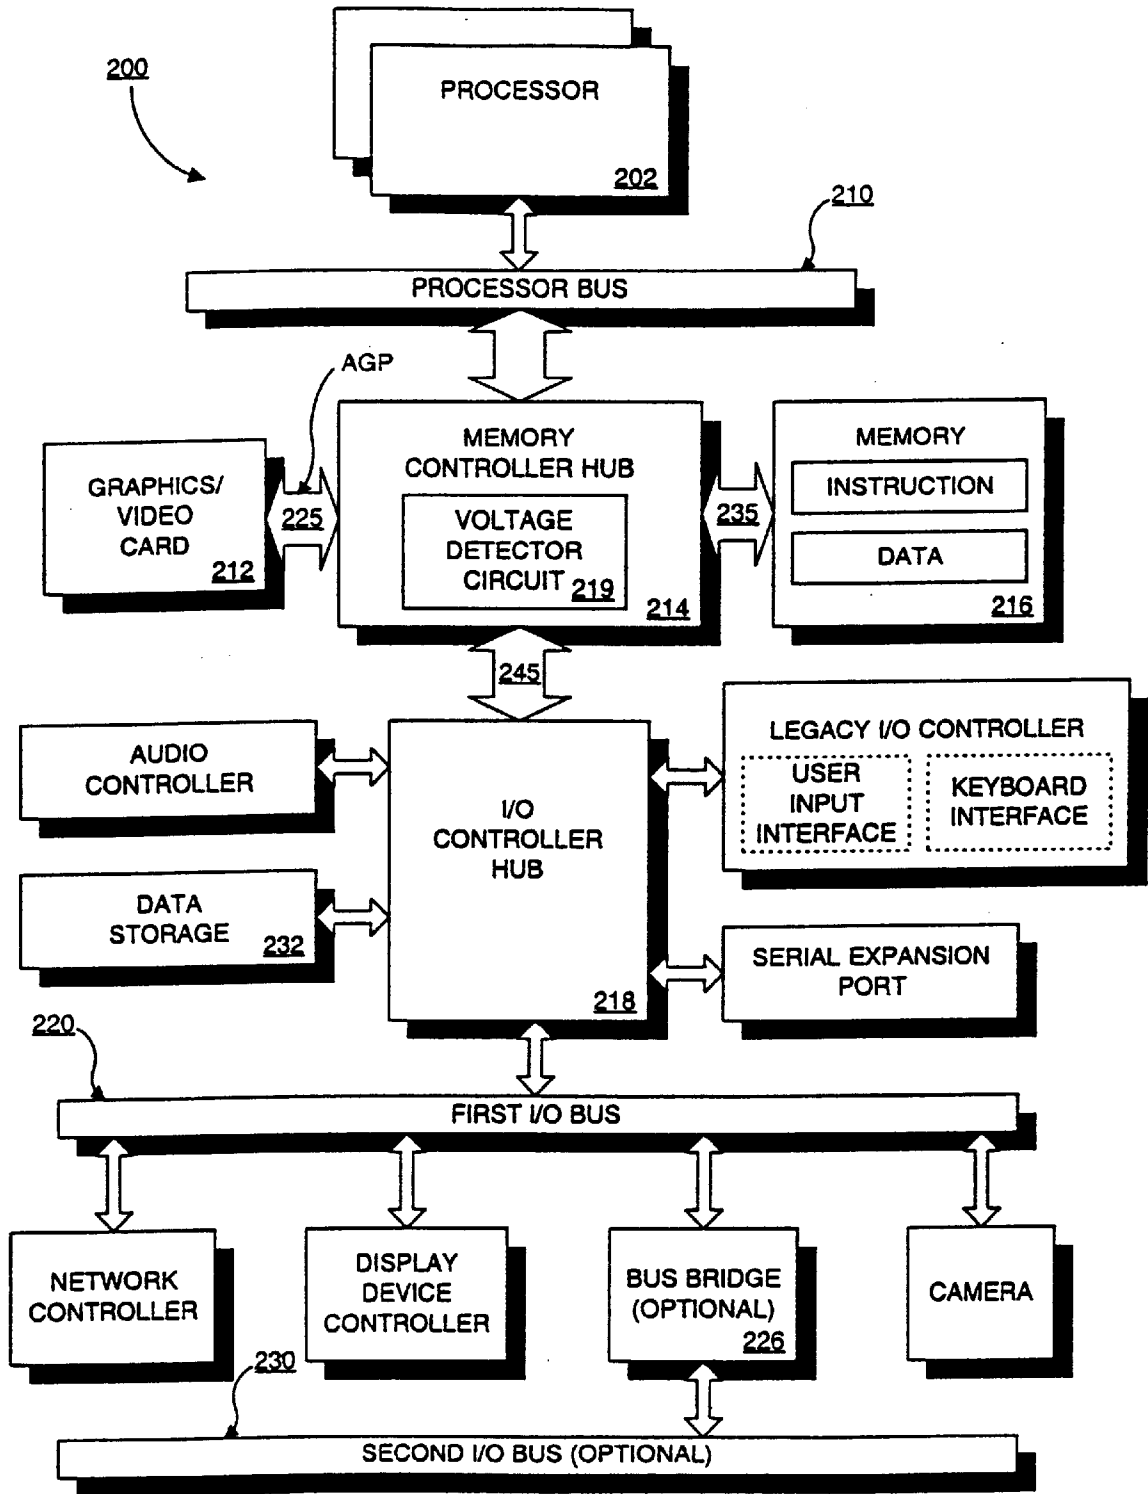 200
PROCESSOR
202
210
PROCESSOR BUS
AGP
GRAPHICS/
VIDEO
CARD
212
225
MEMORY
CONTROLLER HUB
VOLTAGE
DETECTOR
CIRCUIT
219
214
235
MEMORY
INSTRUCTION
DATA
216
245
AUDIO
CONTROLLER
I/O
CONTROLLER
HUB
218
LEGACY I/O CONTROLLER
USER
INPUT
INTERFACE
KEYBOARD
INTERFACE
DATA
STORAGE
232
SERIAL EXPANSION
PORT
220
FIRST I/O BUS
NETWORK
CONTROLLER
DISPLAY
DEVICE
CONTROLLER
BUS BRIDGE
(OPTIONAL)
226
CAMERA
230
SECOND I/O BUS (OPTIONAL)